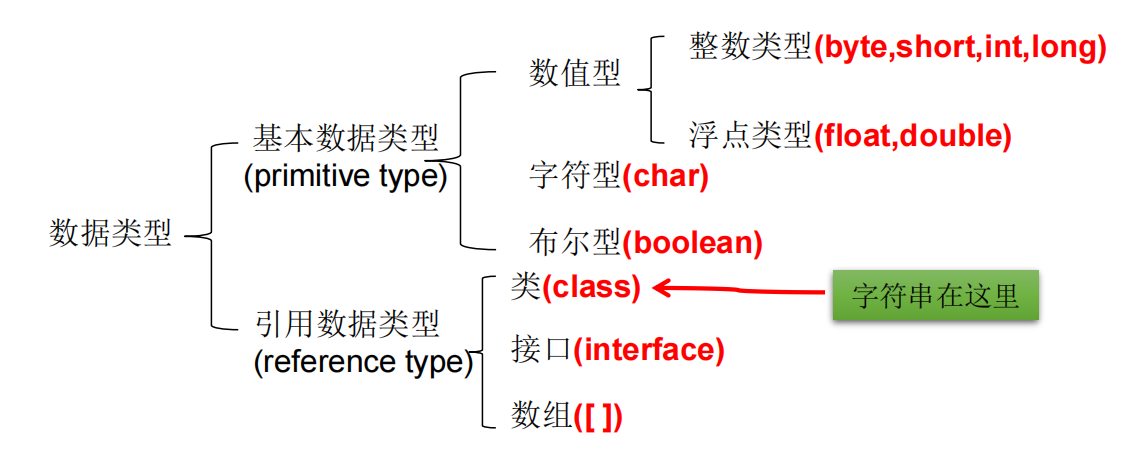 整数类型(byte,short,int,long)
数值型
浮点类型(float,double)
基本数据类型
(primitive type)
字符型(char)
数据类型
布尔型(boolean)
类(class)
字符串在这里
引用数据类型
(reference type)
接口(interface)
数组([ ])